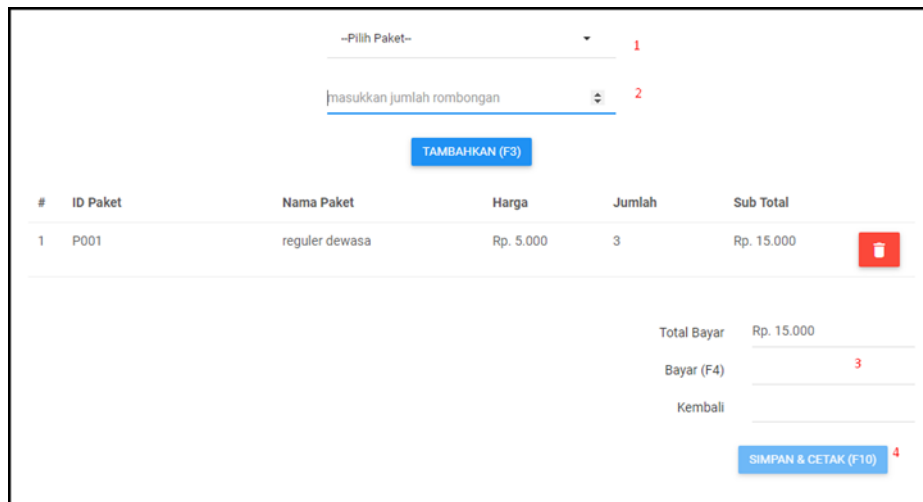 --Pilih Paket-- 1
masukkan jumlah rombongan 2
TAMBAHKAN (F3)
# ID Paket Nama Paket Harga Jumlah Sub Total
1 P001 reguler dewasa Rp. 5.000 3 Rp. 15.000
Total Bayar Rp. 15.000
Bayar (F4) 3
Kembali
SIMPAN & CETAK (F10) 4